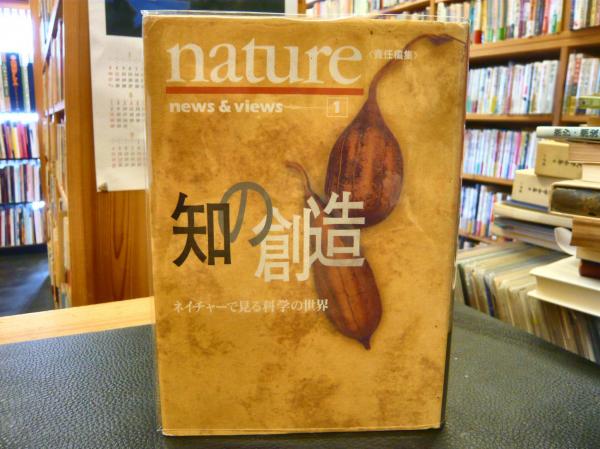 nature
〈責任編集〉
news & views 1
知の創造
ネイチャーで見る科学の世界